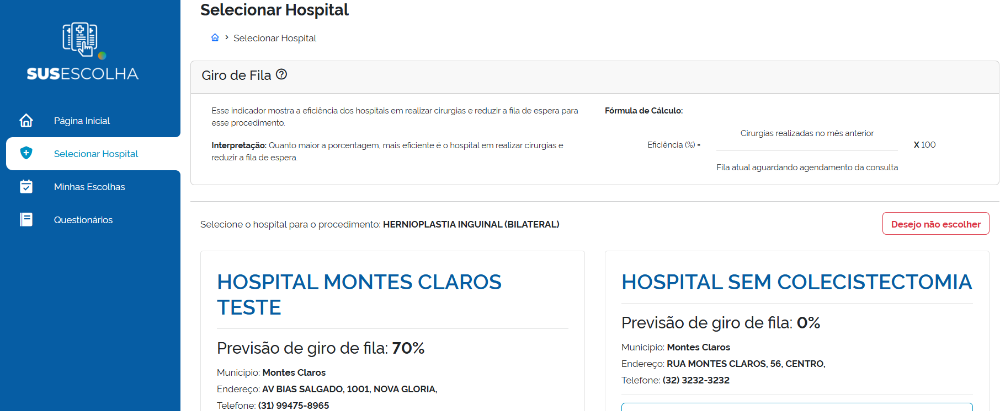 SUSESCOLHA
Página Inicial
Selecionar Hospital
Minhas Escolhas
Questionários
Selecionar Hospital
Selecionar Hospital
Giro de Fila
Esse indicador mostra a eficiência dos hospitais em realizar cirurgias e reduzir a fila de espera para
esse procedimento.
Interpretação: Quanto maior a porcentagem, mais eficiente é o hospital em realizar cirurgias e
reduzir a fila de espera.
Fórmula de Cálculo:
Cirurgias realizadas no mês anterior
Eficiência (%) =
X 100
Fila atual aguardando agendamento da consulta
Selecione o hospital para o procedimento: HERNIOPLASTIA INGUINAL (BILATERAL)
Desejo não escolher
HOSPITAL MONTES CLAROS
TESTE
Previsão de giro de fila: 70%
Municipio: Montes Claros
Endereço: AV BIAS SALGADO, 1001, NOVA GLORIA,
Telefone: (31) 99475-8965
HOSPITAL SEM COLECISTECTOMIA
Previsão de giro de fila: 0%
Municipio: Montes Claros
Endereço: RUA MONTES CLAROS, 56, CENTRO,
Telefone: (32) 3232-3232